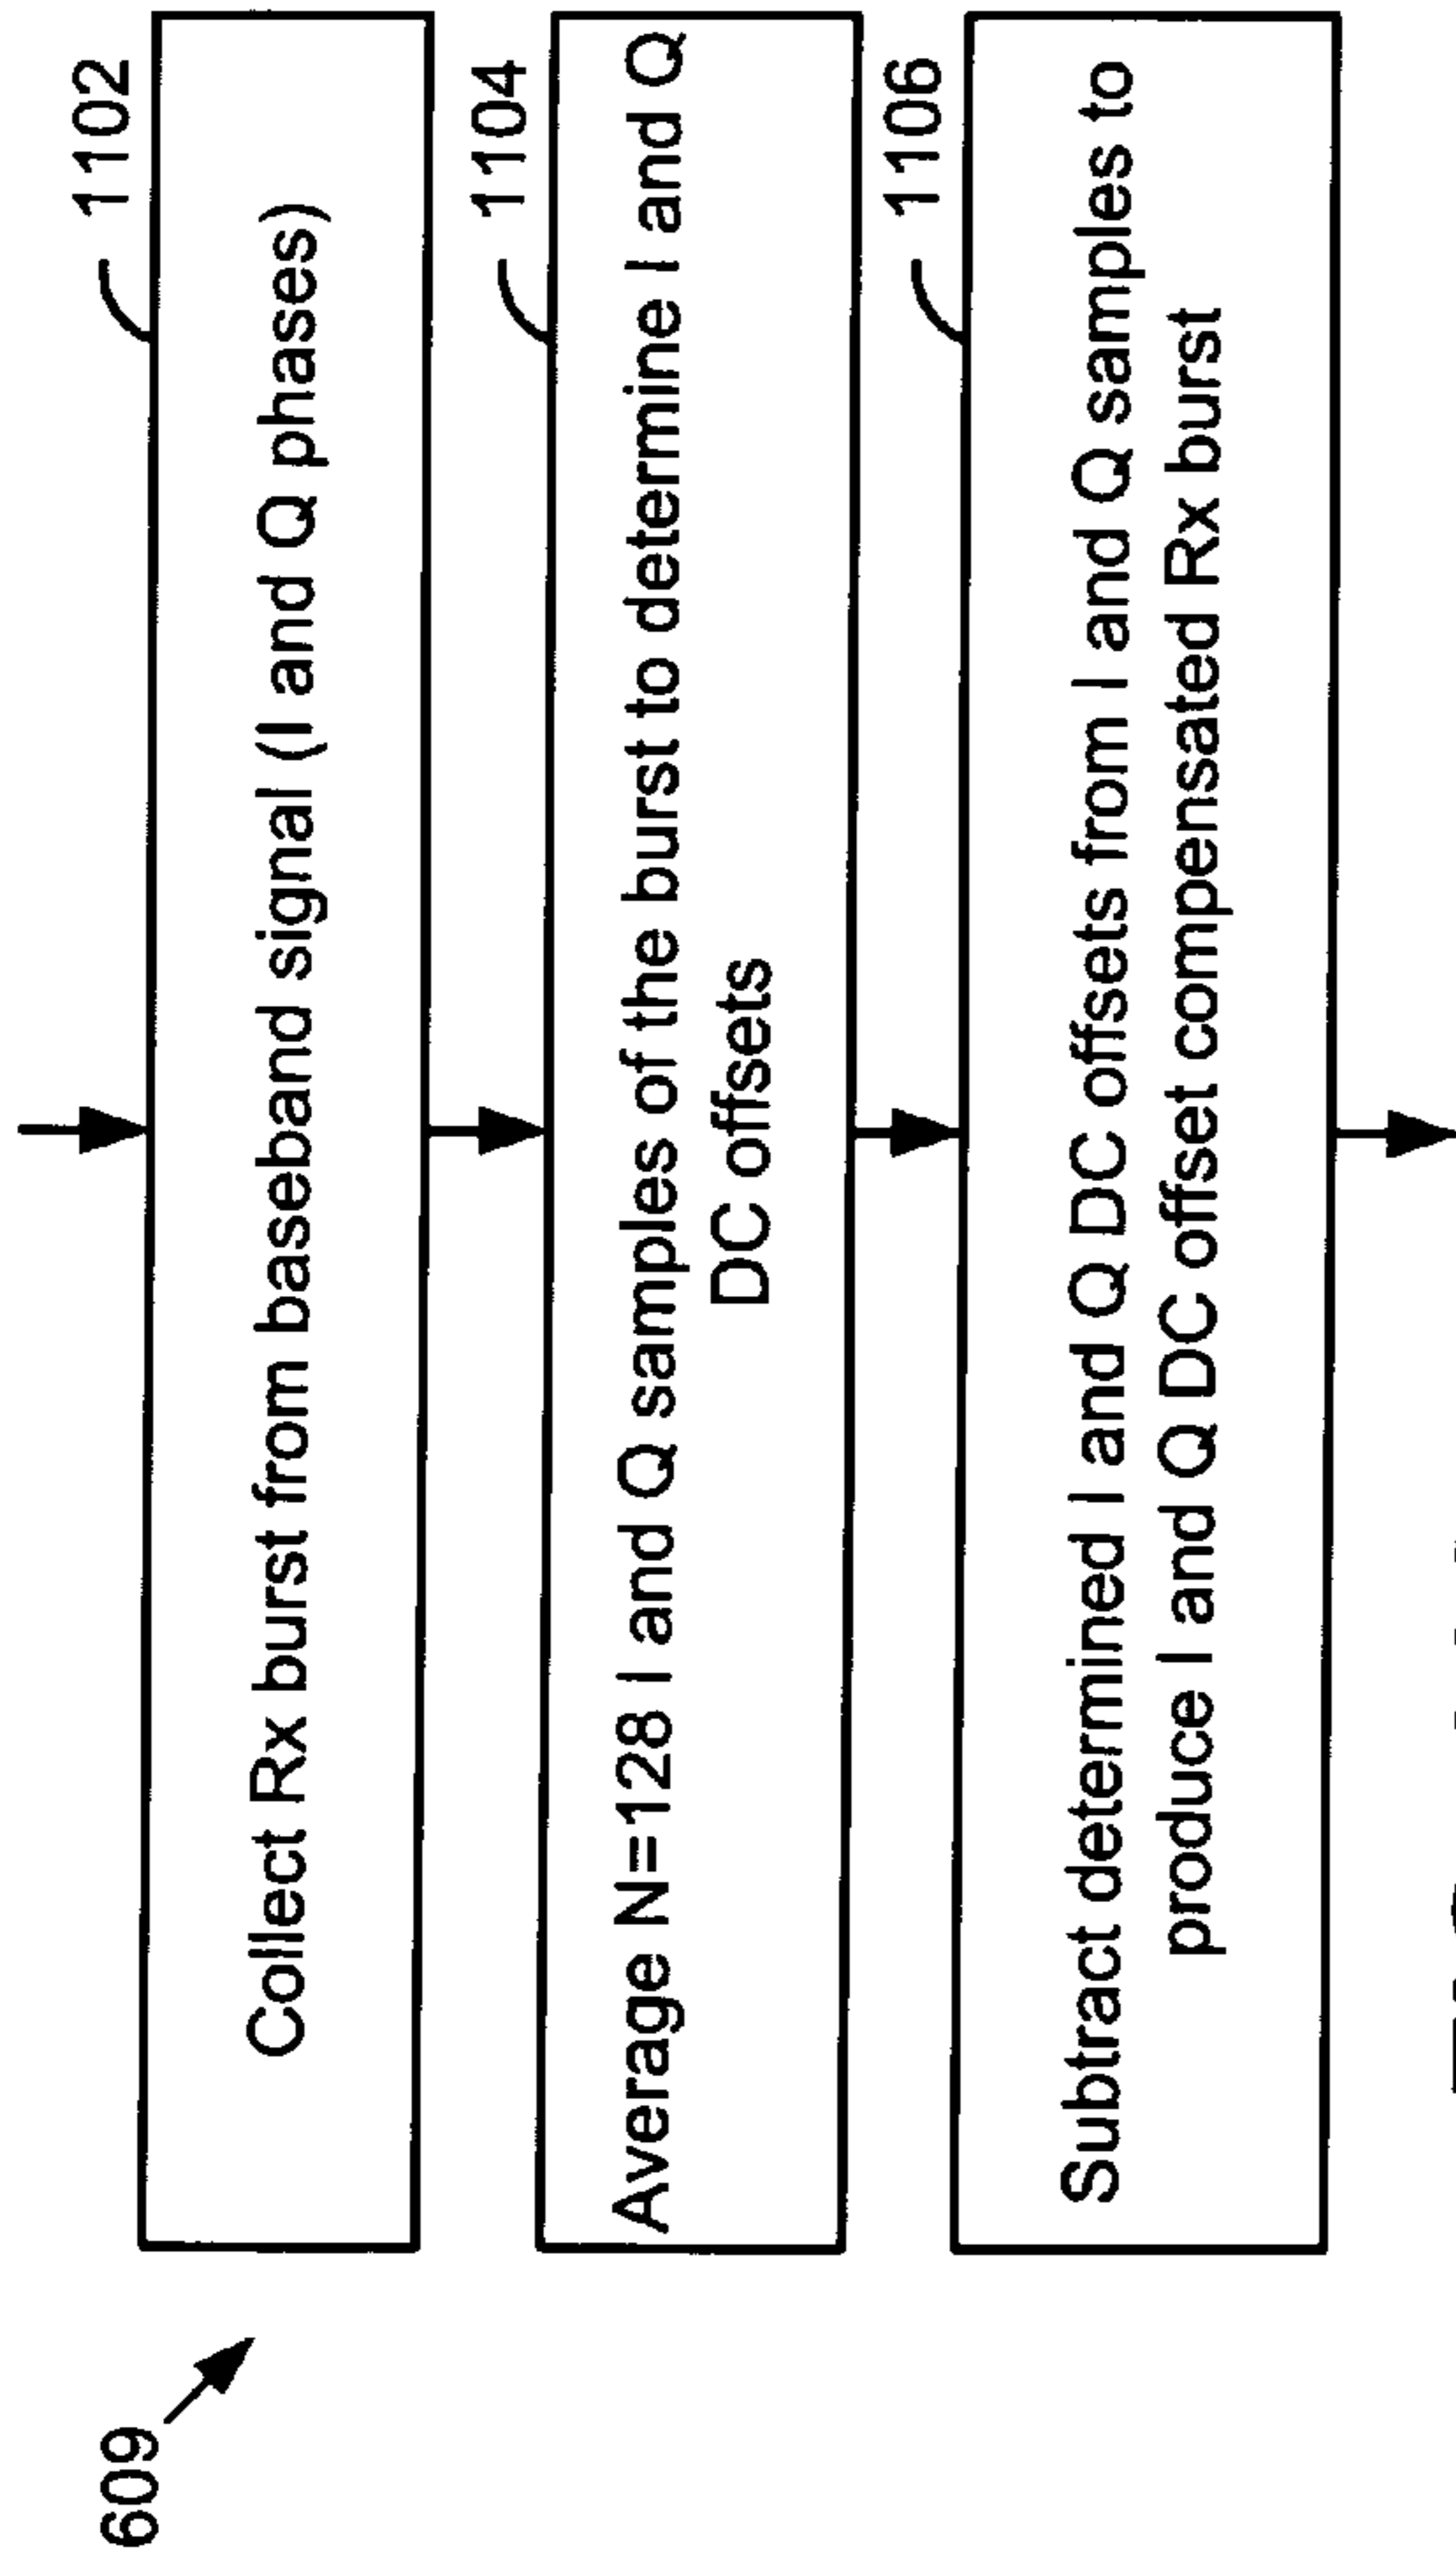 609
1102
Collect Rx burst from baseband signal (I and Q phases)
1104
Average N=128 I and Q samples of the burst to determine I and Q
DC offsets
1106
Subtract determined I and Q DC offsets from I and Q samples to
produce I and Q DC offset compensated Rx burst